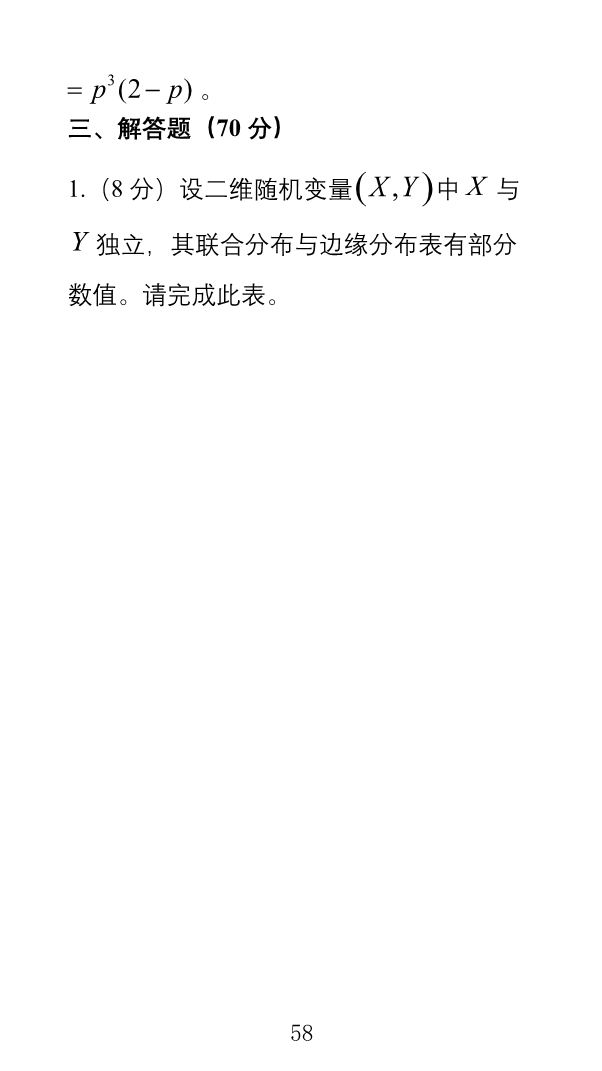 = p³(2− p) 。
三、解答题（70 分）
1.（8 分）设二维随机变量(X,Y)中 X 与
Y 独立，其联合分布与边缘分布表有部分
数值。请完成此表。
58